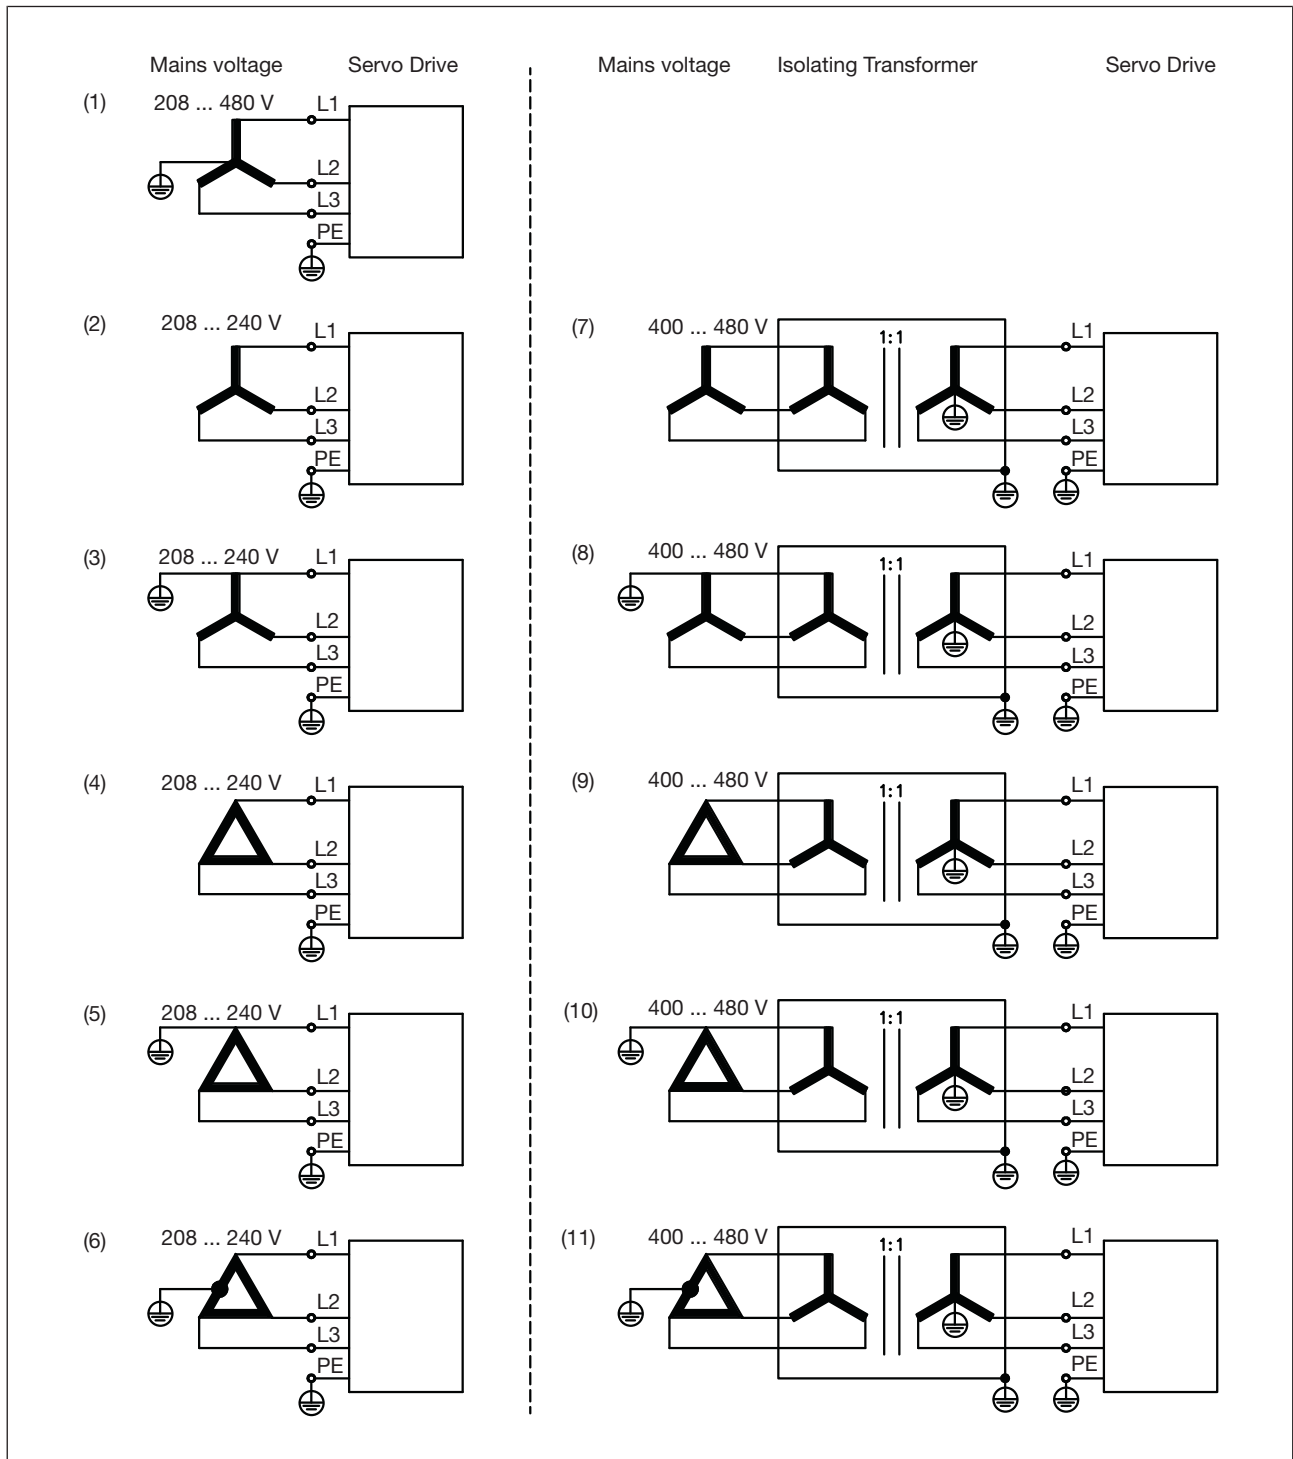 Mains voltage Servo Drive Mains voltage Isolating Transformer Servo Drive
(1) 208 ... 480 V L1
L2
L3
PE
(2) 208 ... 240 V L1
L2
L3
PE
(7) 400 ... 480 V 1:1 L1
L2
L3
PE
(3) 208 ... 240 V L1
L2
L3
PE
(8) 400 ... 480 V 1:1 L1
L2
L3
PE
(4) 208 ... 240 V L1
L2
L3
PE
(9) 400 ... 480 V 1:1 L1
L2
L3
PE
(5) 208 ... 240 V L1
L2
L3
PE
(10) 400 ... 480 V 1:1 L1
L2
L3
PE
(6) 208 ... 240 V L1
L2
L3
PE
(11) 400 ... 480 V 1:1 L1
L2
L3
PE